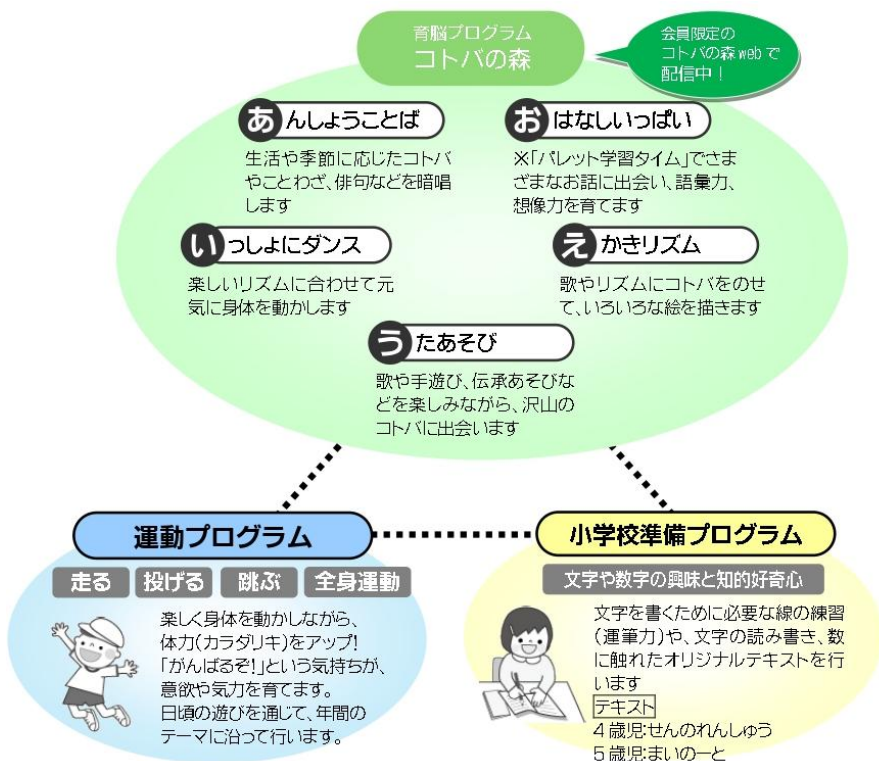 育脳プログラム
コトバの森
会員限定の
コトバの森webで
配信中！
あんしょうことば
生活や季節に応じたコトバ
やことわざ、俳句などを暗唱
します
おはなしいっぱい
※「パレット学習タイム」でさま
ざまなお話に出会い、語彙力、
想像力を育てます
いっしょにダンス
楽しいリズムに合わせて元
気に身体を動かします
えかきリズム
歌やリズムにコトバをのせ
て、いろいろな絵を描きます
うたあそび
歌や手遊び、伝承あそびな
どを楽しみながら、沢山の
コトバに出会います
運動プログラム
走る 投げる 跳ぶ 全身運動
楽しく身体を動かしながら、
体力(カラダリキ)をアップ!
「がんばるぞ!」という気持ちが、
意欲や気力を育てます。
日頃の遊びを通じて、年間の
テーマに沿って行います。
小学校準備プログラム
文字や数字の興味と知的好奇心
文字を書くために必要な線の練習
(運筆力)や、文字の読み書き、数
に触れたオリジナルテキストを行
います
テキスト
4歳児:せんのれんしゅう
5歳児:まいのーと